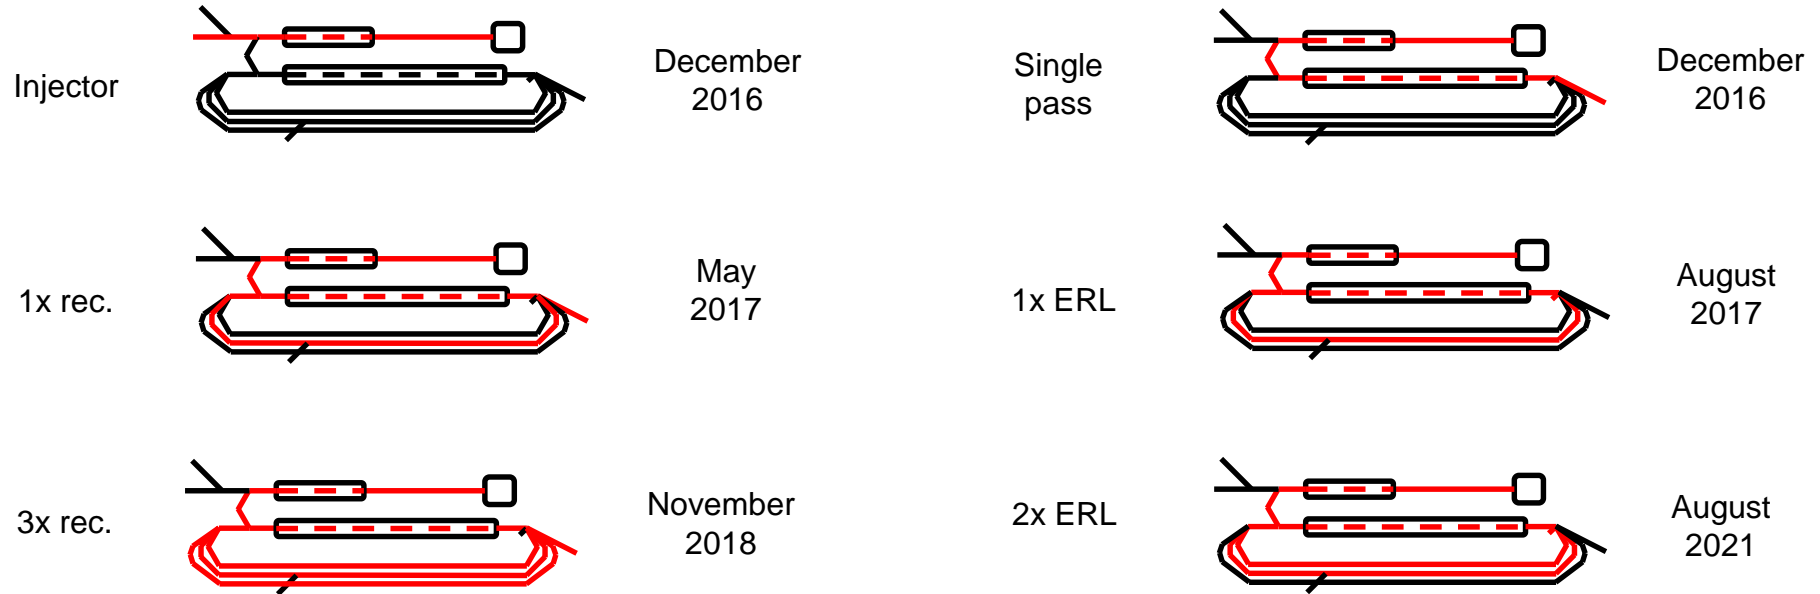 Injector
December
2016
Single
pass
December
2016
1x rec.
May
2017
1x ERL
August
2017
3x rec.
November
2018
2x ERL
August
2021